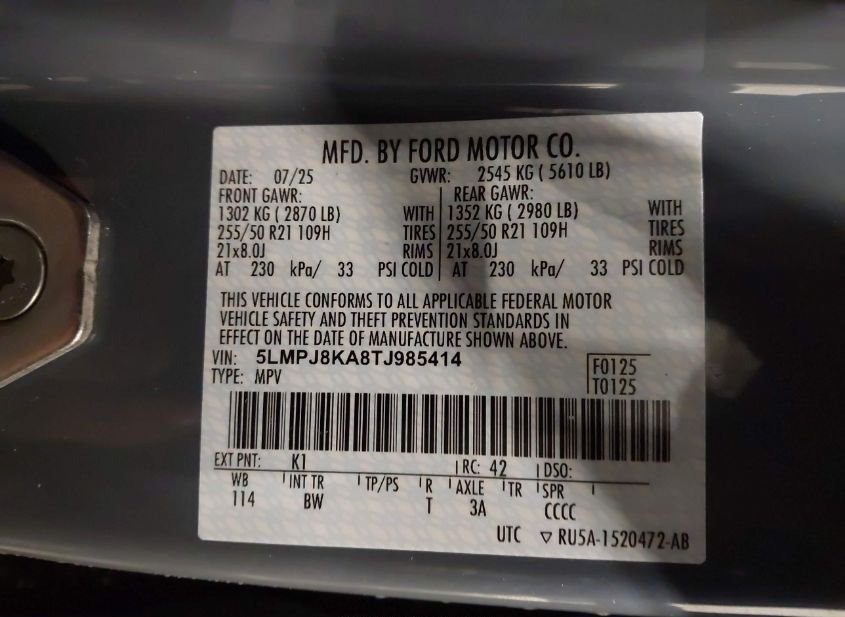 MFD. BY FORD MOTOR CO.
DATE: 07/25 GVWR: 2545 KG ( 5610 LB)
FRONT GAWR: REAR GAWR:
1302 KG ( 2870 LB) WITH 1352 KG ( 2980 LB) WITH
255/50 R21 109H TIRES 255/50 R21 109H TIRES
21x8.0J RIMS 21x8.0J RIMS
AT 230 kPa/ 33 PSI COLD AT 230 kPa/ 33 PSI COLD
THIS VEHICLE CONFORMS TO ALL APPLICABLE FEDERAL MOTOR
VEHICLE SAFETY AND THEFT PREVENTION STANDARDS IN
EFFECT ON THE DATE OF MANUFACTURE SHOWN ABOVE.
VIN: 5LMPJ8KA8TJ985414 F0125
TYPE: MPV T0125
EXT PNT: K1 RC: 42 DSO:
WB INT TR TP/PS R AXLE TR SPR
114 BW T 3A CCCC
UTC ▽ RU5A-1520472-AB